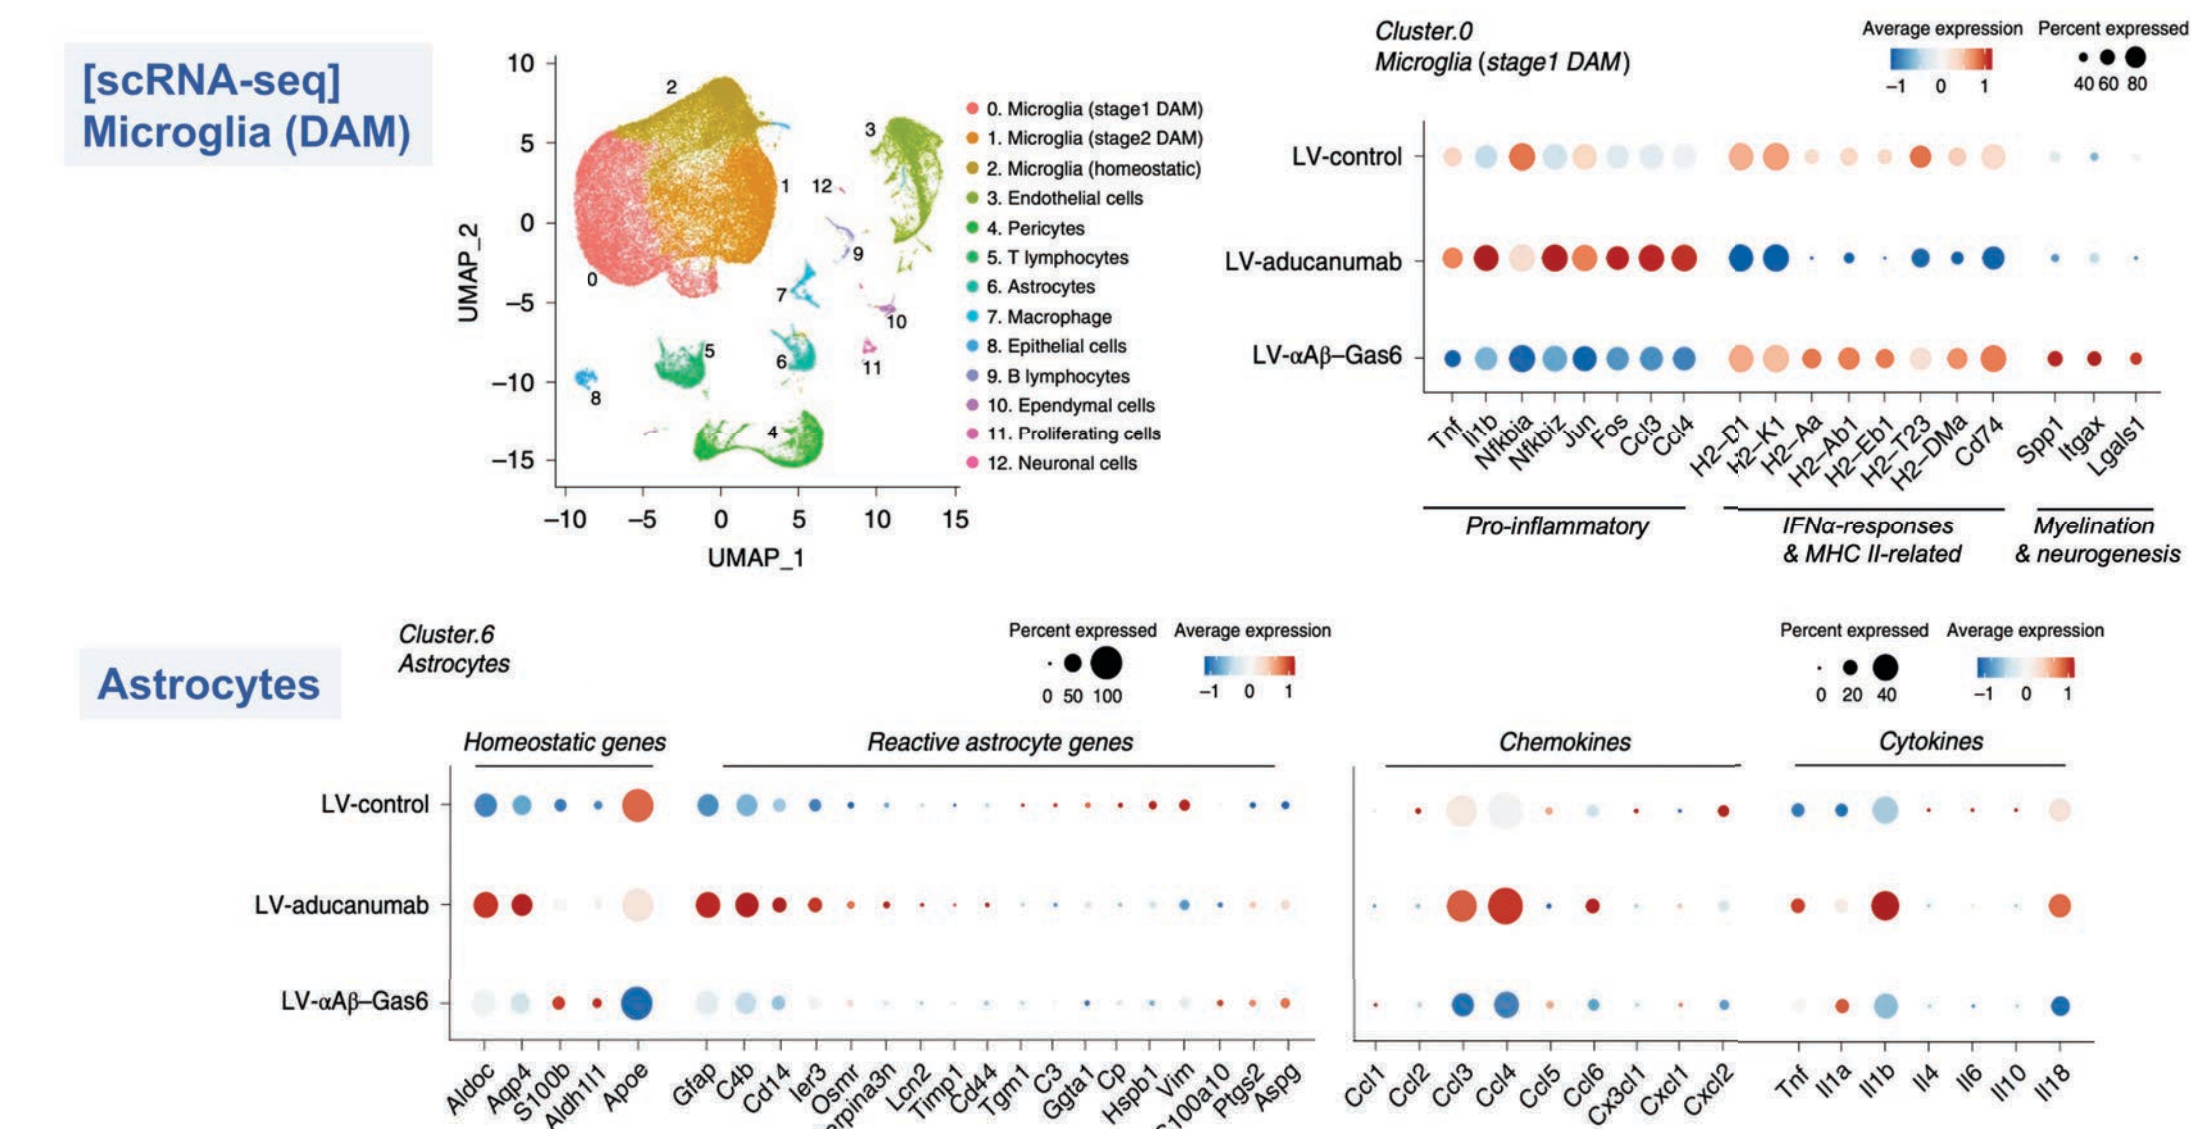 [scRNA-seq]
Microglia (DAM)
10
5
0
−5
−10
−15
UMAP_2
−10 −5 0 5 10 15
UMAP_1
2
3
1
12
0
9
7
10
5
6
11
8
4
0. Microglia (stage1 DAM)
1. Microglia (stage2 DAM)
2. Microglia (homeostatic)
3. Endothelial cells
4. Pericytes
5. T lymphocytes
6. Astrocytes
7. Macrophage
8. Epithelial cells
9. B lymphocytes
10. Ependymal cells
11. Proliferating cells
12. Neuronal cells
Cluster.0
Microglia (stage1 DAM)
Average expression
−1 0 1
Percent expressed
40 60 80
LV-control
LV-aducanumab
LV-αAβ–Gas6
Tnf Il1b Nfkbia Nfkbiz Jun Fos Ccl3 Ccl4 H2–D1 H2–K1 H2–Aa H2–Ab1 H2–Eb1 H2–T23 H2–DMa Cd74 Spp1 Itgax Lgals1
Pro-inflammatory
IFNα-responses
& MHC II-related
Myelination
& neurogenesis
Astrocytes
Cluster.6
Astrocytes
Percent expressed
0 50 100
Average expression
−1 0 1
Homeostatic genes
Reactive astrocyte genes
LV-control
LV-aducanumab
LV-αAβ–Gas6
Aldoc Aqp4 S100b Aldh1l1 Apoe Gfap C4b Cd14 Ier3 Osmr erpina3n Lcn2 Timp1 Cd44 Tgm1 C3 Ggta1 Cp Hspb1 Vim S100a10 Ptgs2 Aspg
Percent expressed
0 20 40
Average expression
−1 0 1
Chemokines
Cytokines
Ccl1 Ccl2 Ccl3 Ccl4 Ccl5 Ccl6 Cx3cl1 Cxcl1 Cxcl2 Tnf Il1a Il1b Il4 Il6 Il10 Il18